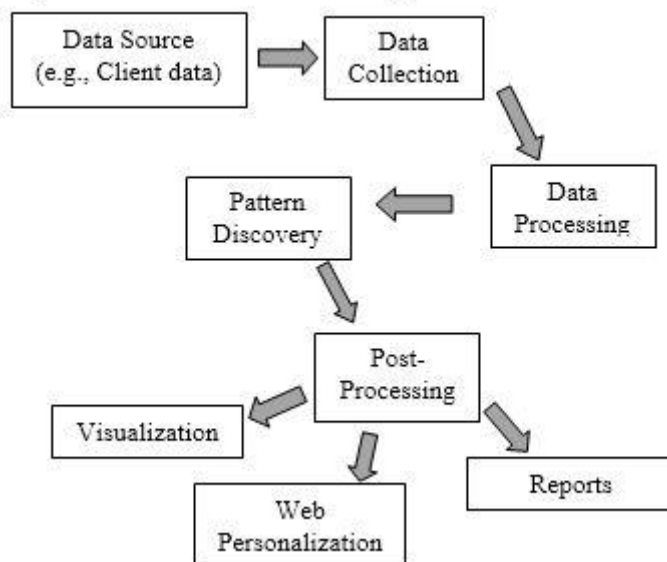 Data Source
(e.g., Client data)
Data
Collection
Data
Processing
Pattern
Discovery
Post-
Processing
Visualization
Reports
Web
Personalization